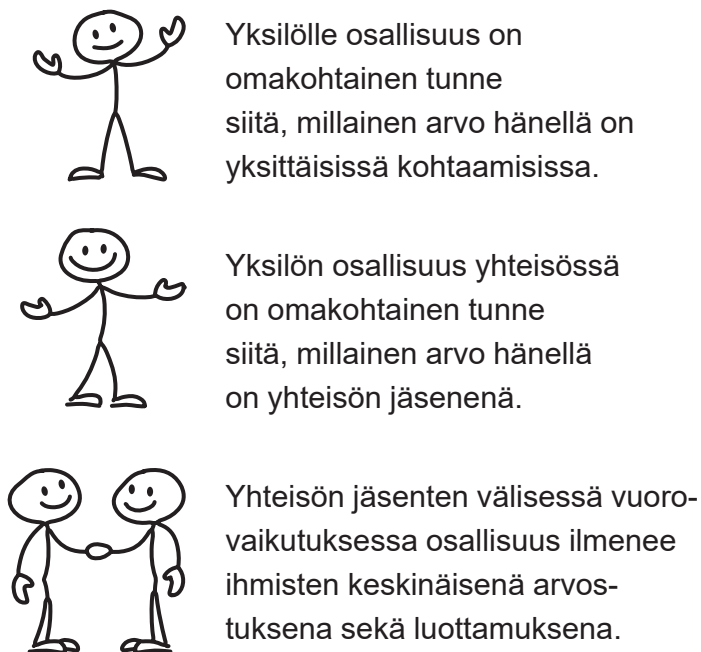 Yksilölle osallisuus on
omakohtainen tunne
siitä, millainen arvo hänellä on
yksittäisissä kohtaamisissa.
Yksilön osallisuus yhteisössä
on omakohtainen tunne
siitä, millainen arvo hänellä
on yhteisön jäsenenä.
Yhteisön jäsenten välisessä vuoro-
vaikutuksessa osallisuus ilmenee
ihmisten keskinäisenä arvos-
tuksena sekä luottamuksena.